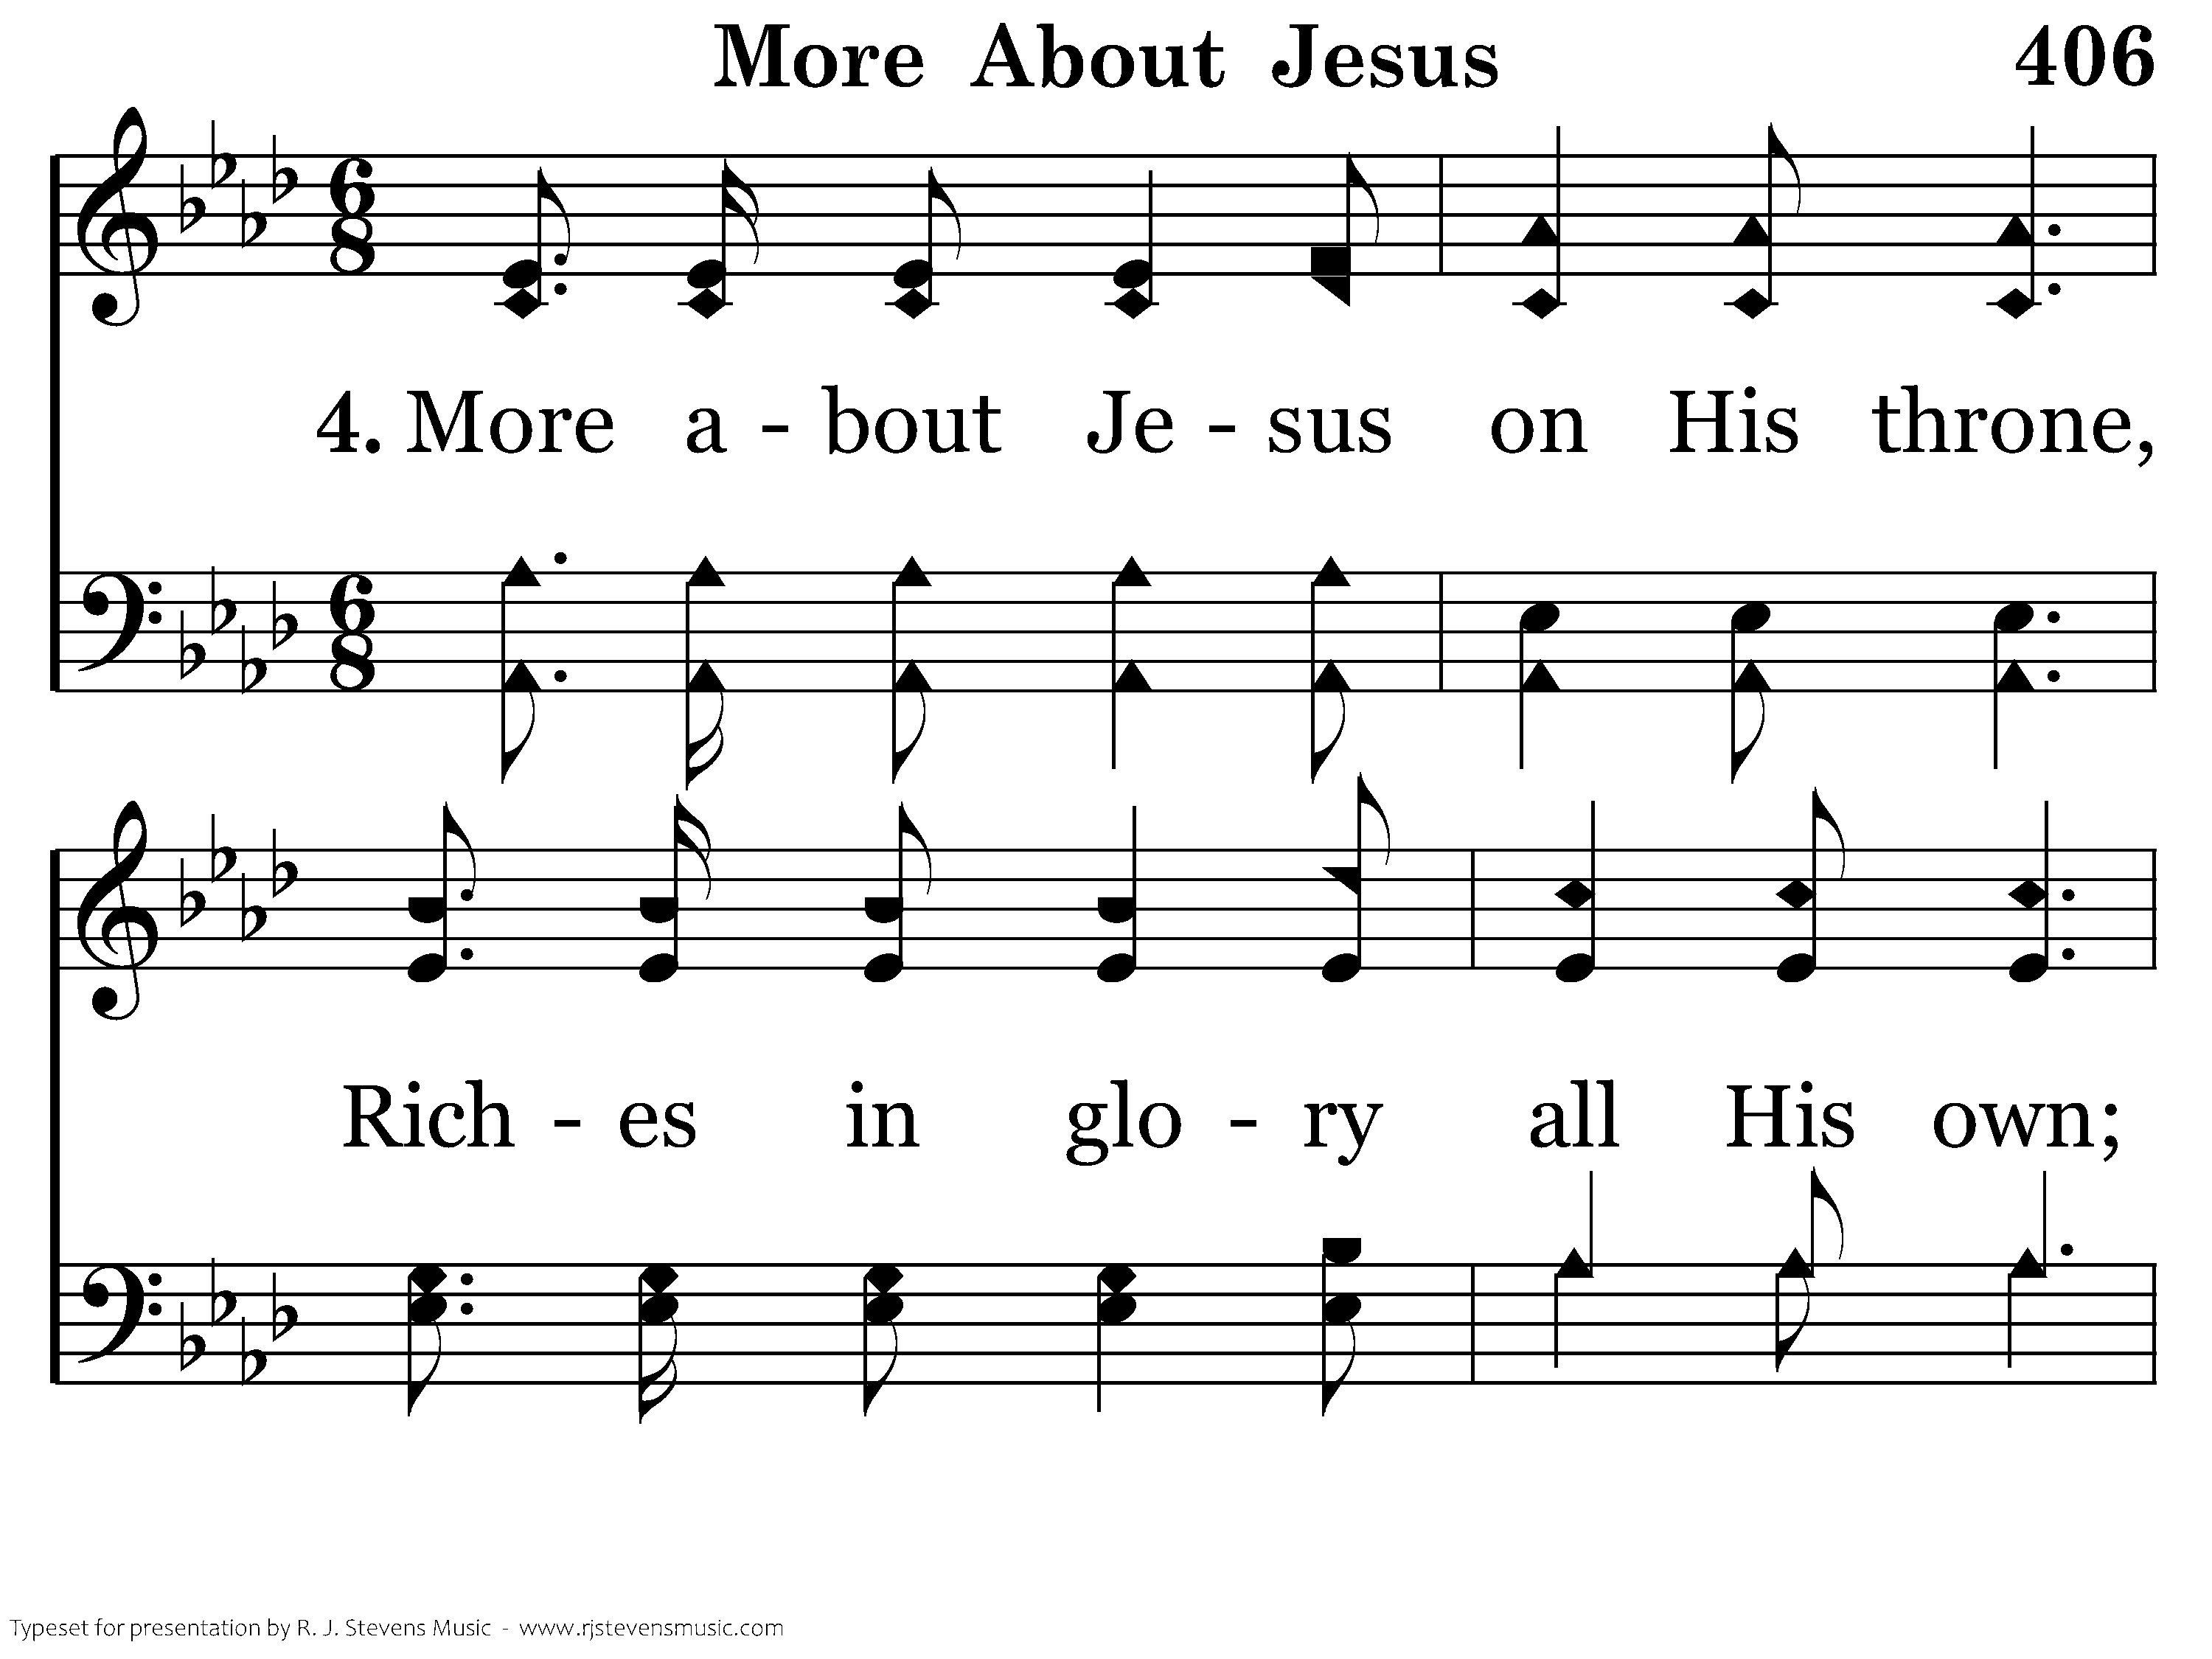 More About Jesus 406
4. More a - bout Je - sus on His throne,
Rich - es in glo - ry all His own;
Typeset for presentation by R. J. Stevens Music - www.rjstevensmusic.com